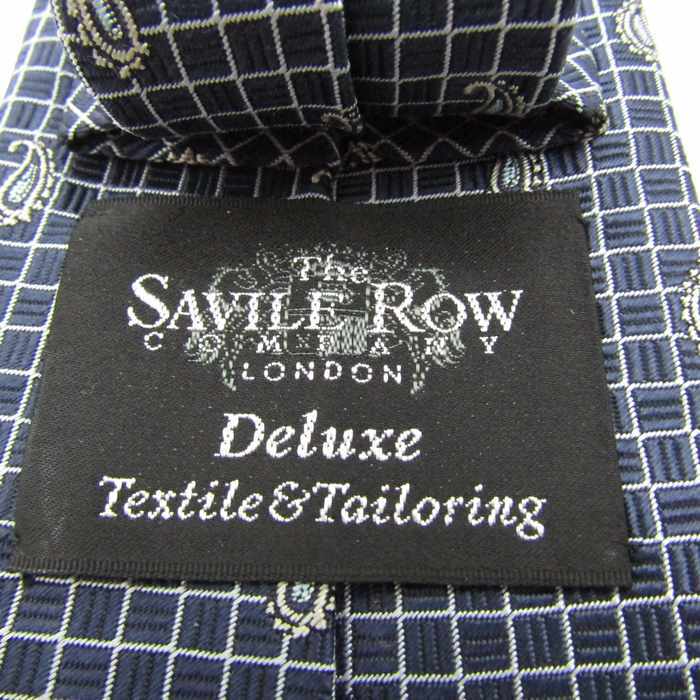 The
SAVILE ROW
COMPANY
LONDON
Deluxe
Textile & Tailoring